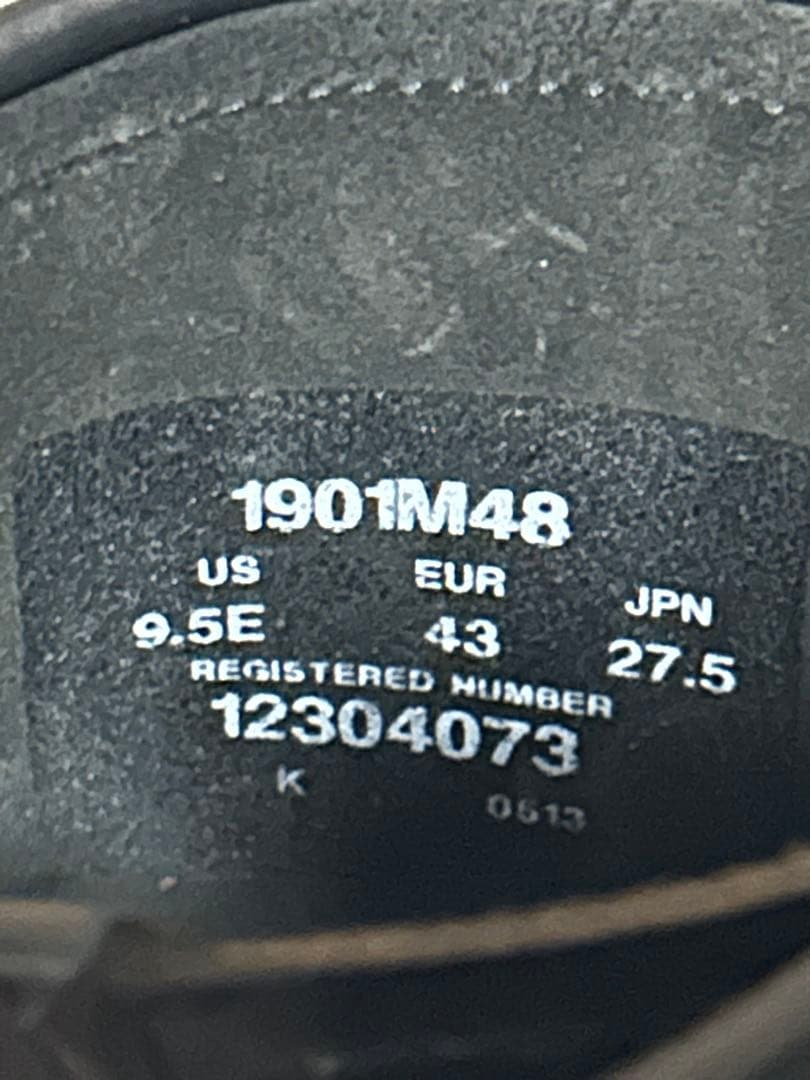 1901M48
US EUR JPN
9.5E 43 27.5
REGISTERED NUMBER
12304073
K 0613